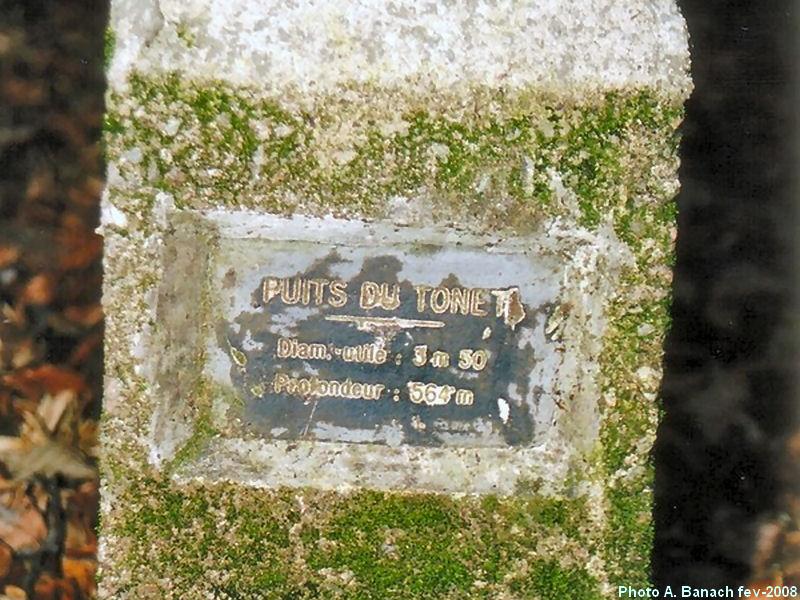 PUITS DU TONET
Diam. utile : 3 m 50
Profondeur : 564 m
Photo A. Banach fev-2008